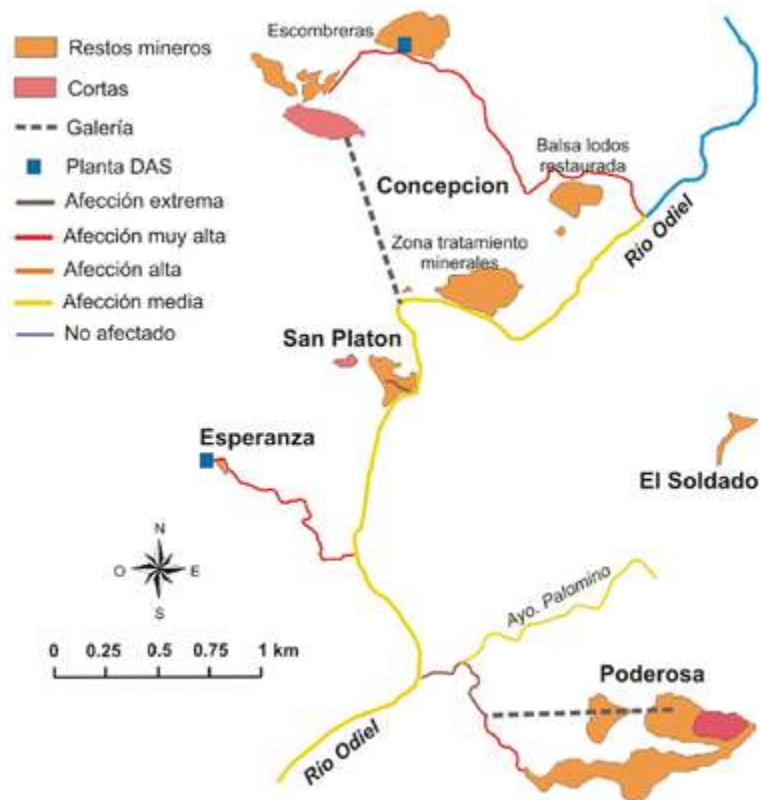 Restos mineros
Cortas
Galería
Planta DAS
Afección extrema
Afección muy alta
Afección alta
Afección media
No afectado
Escombreras
Balsa lodos
restaurada
Concepcion
Río Odiel
Zona tratamiento
minerales
San Platon
Esperanza
El Soldado
N
O
E
S
0 0.25 0.5 0.75 1 km
Ayo. Palomino
Poderosa
Río Odiel